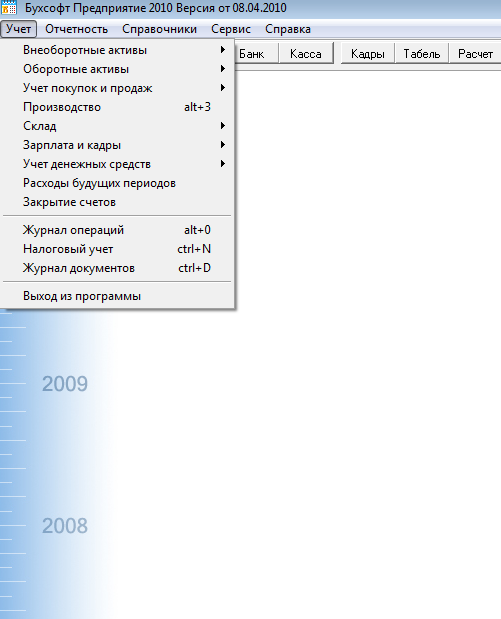 Бухсофт Предприятие 2010 Версия от 08.04.2010
Учет Отчетность Справочники Сервис Справка
Банк Касса Кадры Табель Расчет
Внеоборотные активы
Оборотные активы
Учет покупок и продаж
Производство alt+3
Склад
Зарплата и кадры
Учет денежных средств
Расходы будущих периодов
Закрытие счетов
Журнал операций alt+0
Налоговый учет ctrl+N
Журнал документов ctrl+D
Выход из программы
2009
2008